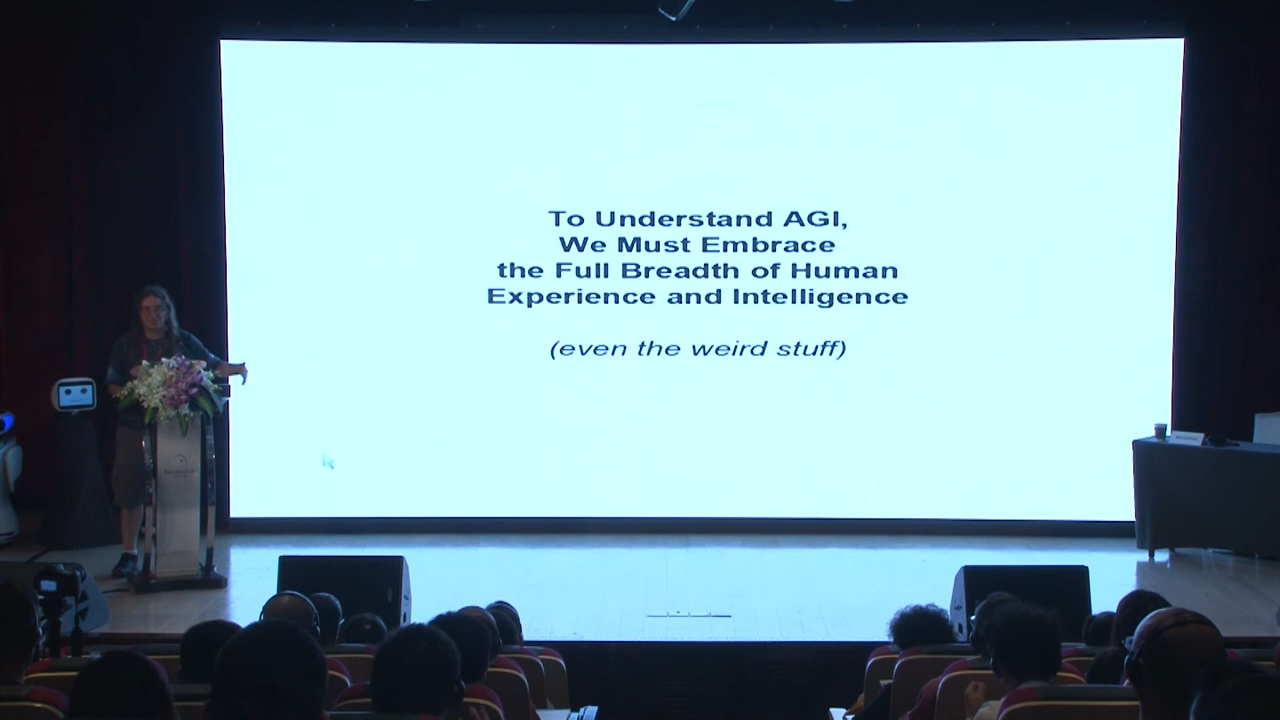 To Understand AGI,
We Must Embrace
the Full Breadth of Human
Experience and Intelligence
(even the weird stuff)